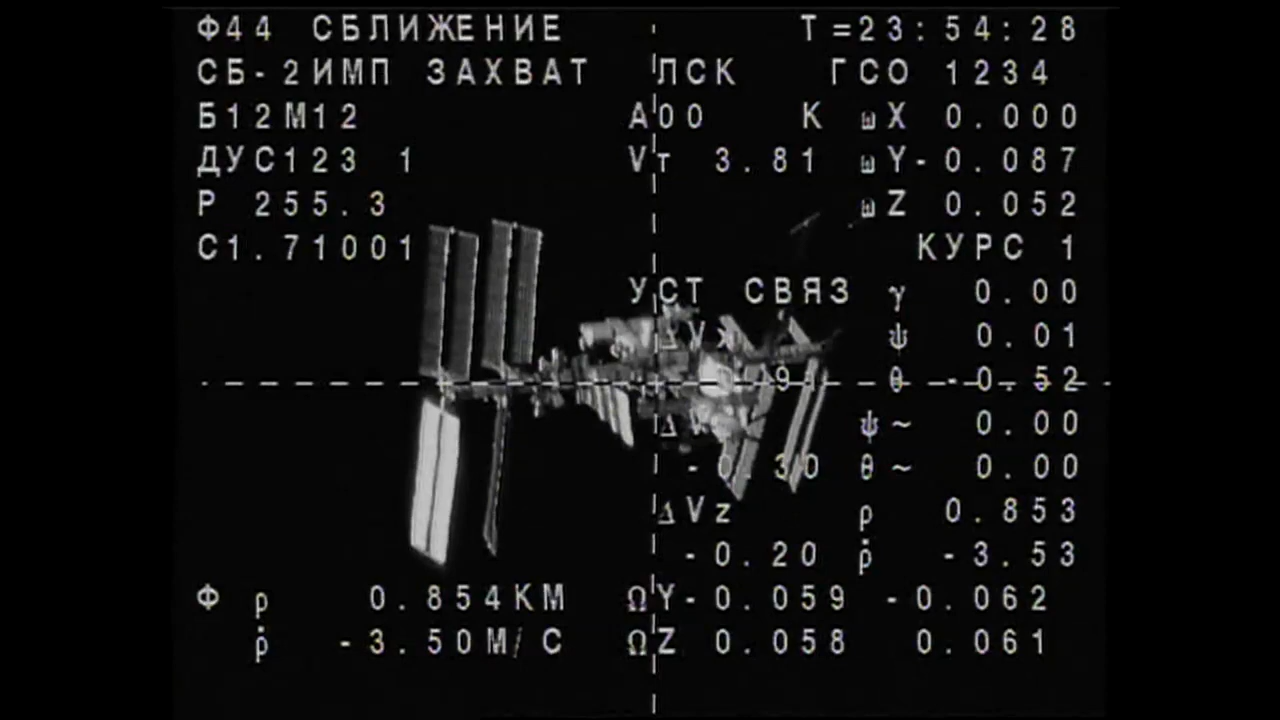 Ф44 СБЛИЖЕНИЕ T=23:54:28
СБ-2ИМП ЗАХВАТ ЛСК ГСО 1234
Б12М12 А00 К ωX 0.000
ДУС123 1 Vт 3.81 ωY-0.087
Р 255.3 ωZ 0.052
С1.71001 КУРС 1
УСТ СВЯЗ γ 0.00
ΔVx ψ 0.01
θ -0.52
ψ~ 0.00
-0.30 θ~ 0.00
ΔVz ρ 0.853
-0.20 ρ̇ -3.53
Ф ρ 0.854КМ ΩY-0.059 -0.062
ρ̇ -3.50М/С ΩZ 0.058 0.061